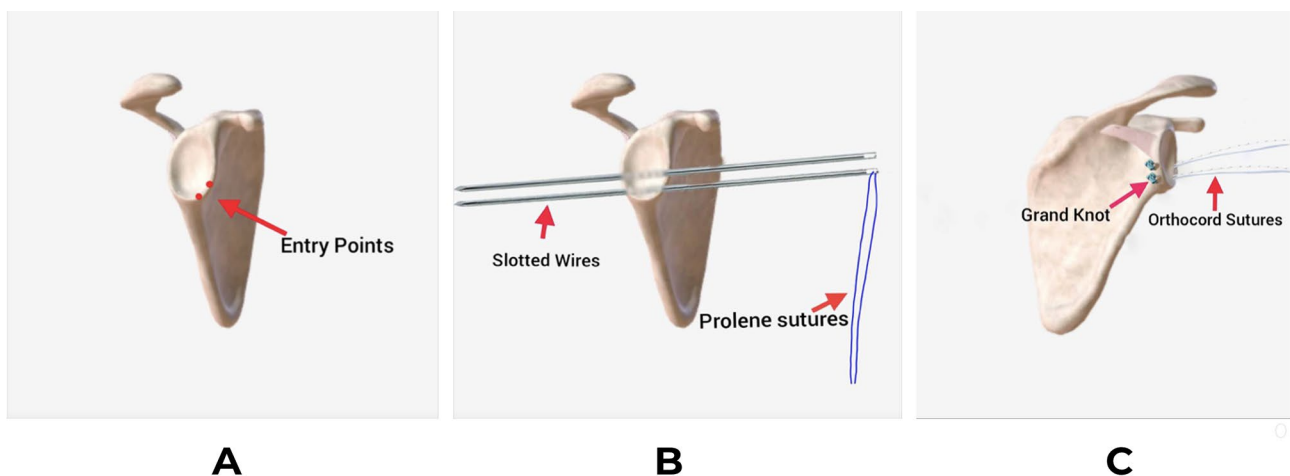 Entry Points
Slotted Wires
Prolene sutures
Grand Knot
Orthocord Sutures
A
B
C